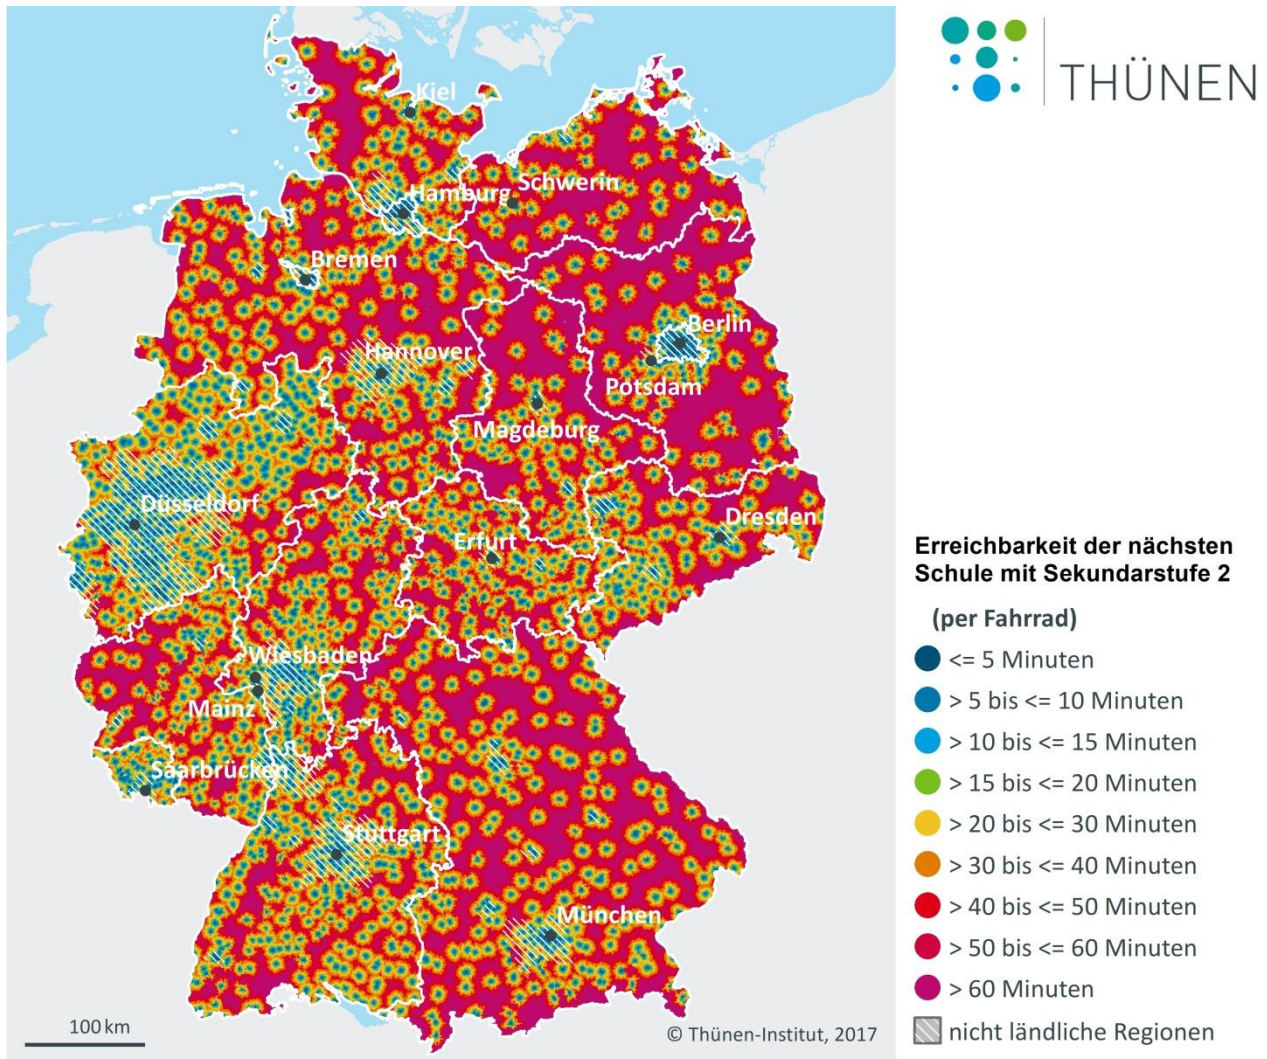 THÜNEN
Kiel
Schwerin
Hamburg
Bremen
Berlin
Hannover
Potsdam
Magdeburg
Düsseldorf
Dresden
Erfurt
Wiesbaden
Mainz
Saarbrücken
Stuttgart
München
100 km
© Thünen-Institut, 2017
Erreichbarkeit der nächsten
Schule mit Sekundarstufe 2
(per Fahrrad)
<= 5 Minuten
> 5 bis <= 10 Minuten
> 10 bis <= 15 Minuten
> 15 bis <= 20 Minuten
> 20 bis <= 30 Minuten
> 30 bis <= 40 Minuten
> 40 bis <= 50 Minuten
> 50 bis <= 60 Minuten
> 60 Minuten
nicht ländliche Regionen